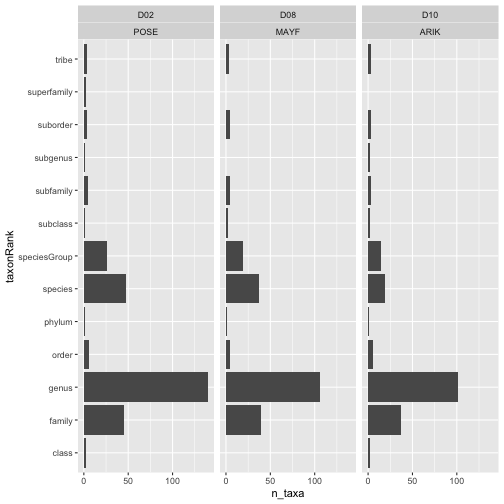 D02 D08 D10
POSE MAYF ARIK
taxonRank
tribe
superfamily
suborder
subgenus
subfamily
subclass
speciesGroup
species
phylum
order
genus
family
class
0 50 100 0 50 100 0 50 100
n_taxa